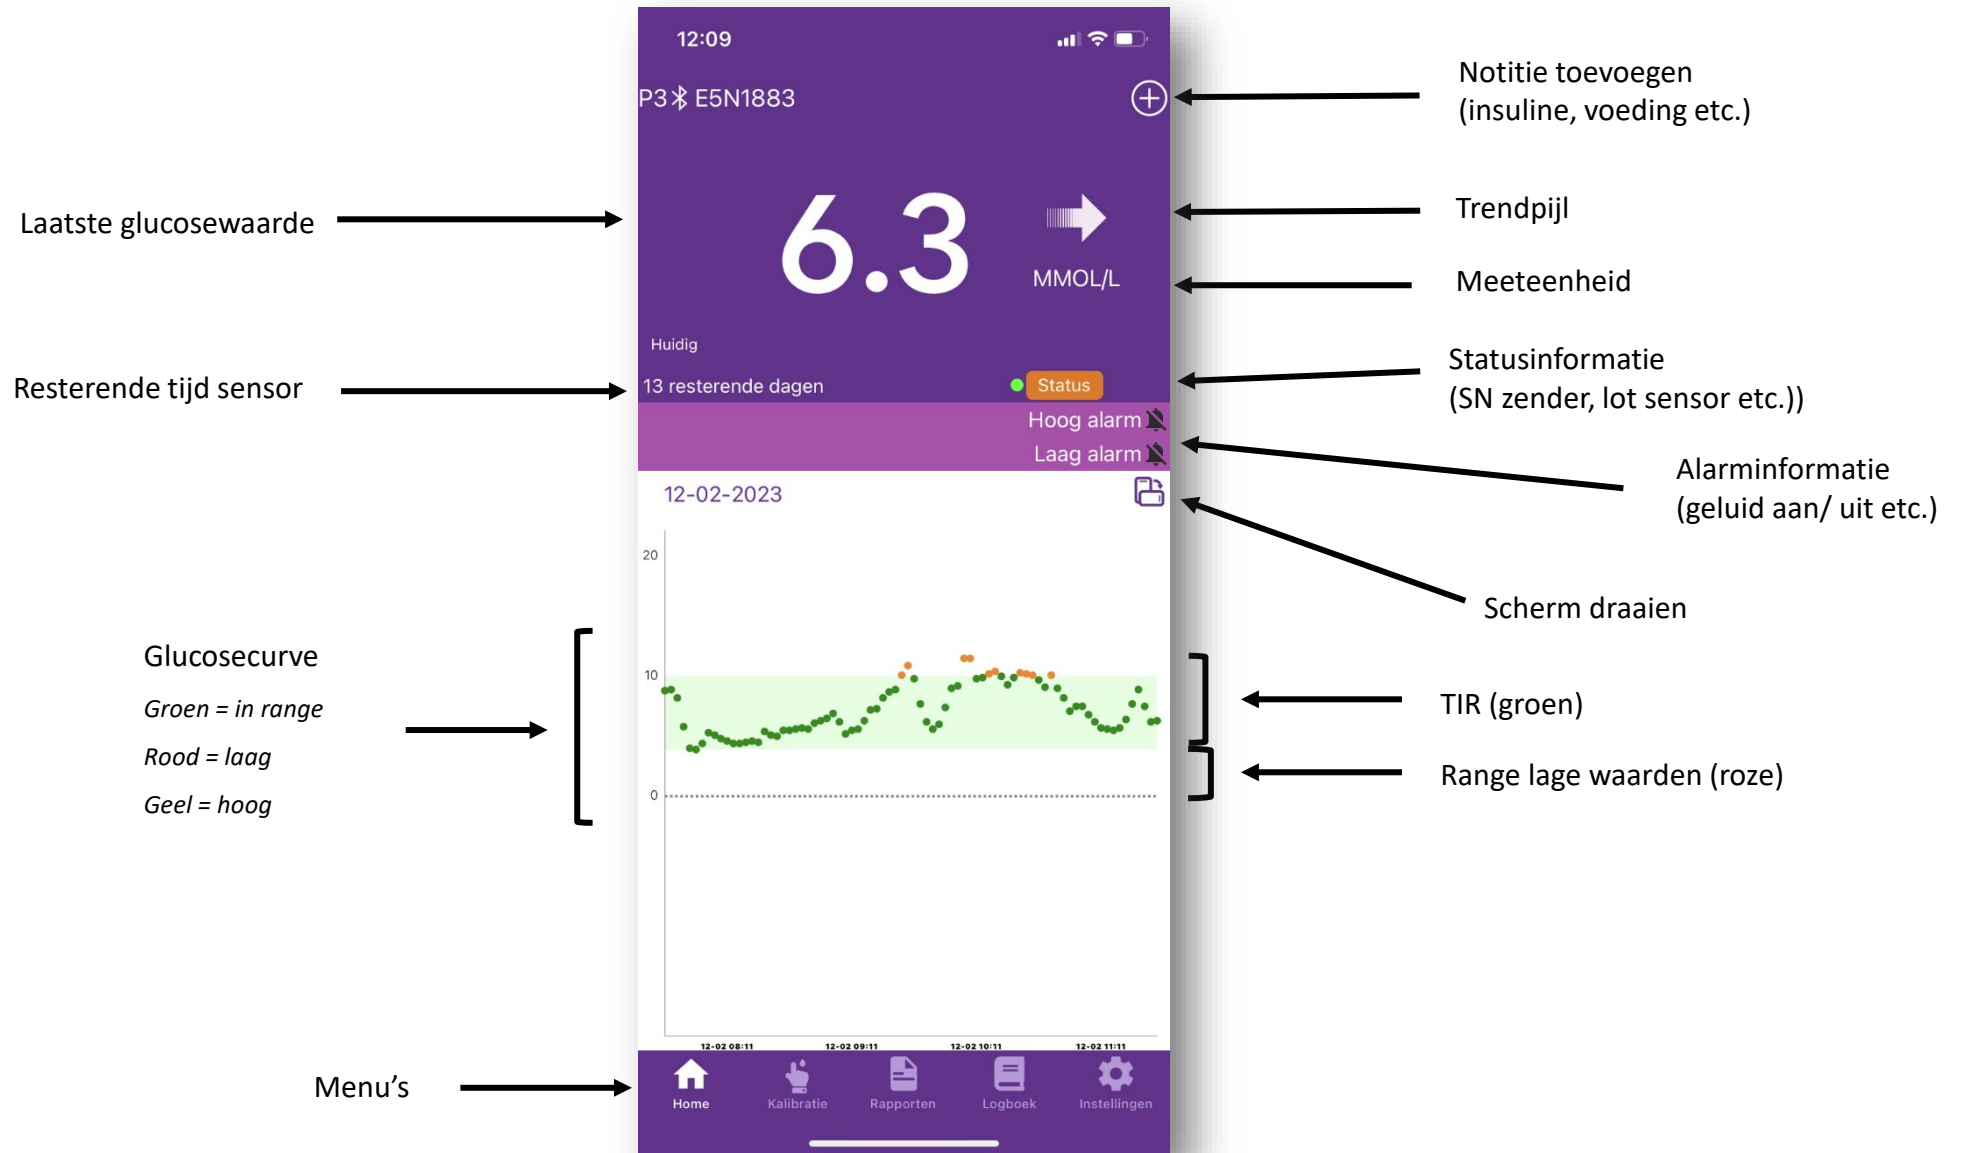 12:09
P3 E5N1883
Notitie toevoegen
(insuline, voeding etc.)
Laatste glucosewaarde
6.3
Trendpijl
MMOL/L
Meeteenheid
Huidig
Resterende tijd sensor
13 resterende dagen
Status
Statusinformatie
(SN zender, lot sensor etc.))
Hoog alarm
Laag alarm
Alarminformatie
(geluid aan/ uit etc.)
12-02-2023
Scherm draaien
20
10
0
Glucosecurve
Groen = in range
Rood = laag
Geel = hoog
TIR (groen)
Range lage waarden (roze)
12-02 08:11 12-02 09:11 12-02 10:11 12-02 11:11
Menu's
Home Kalibratie Rapporten Logboek Instellingen